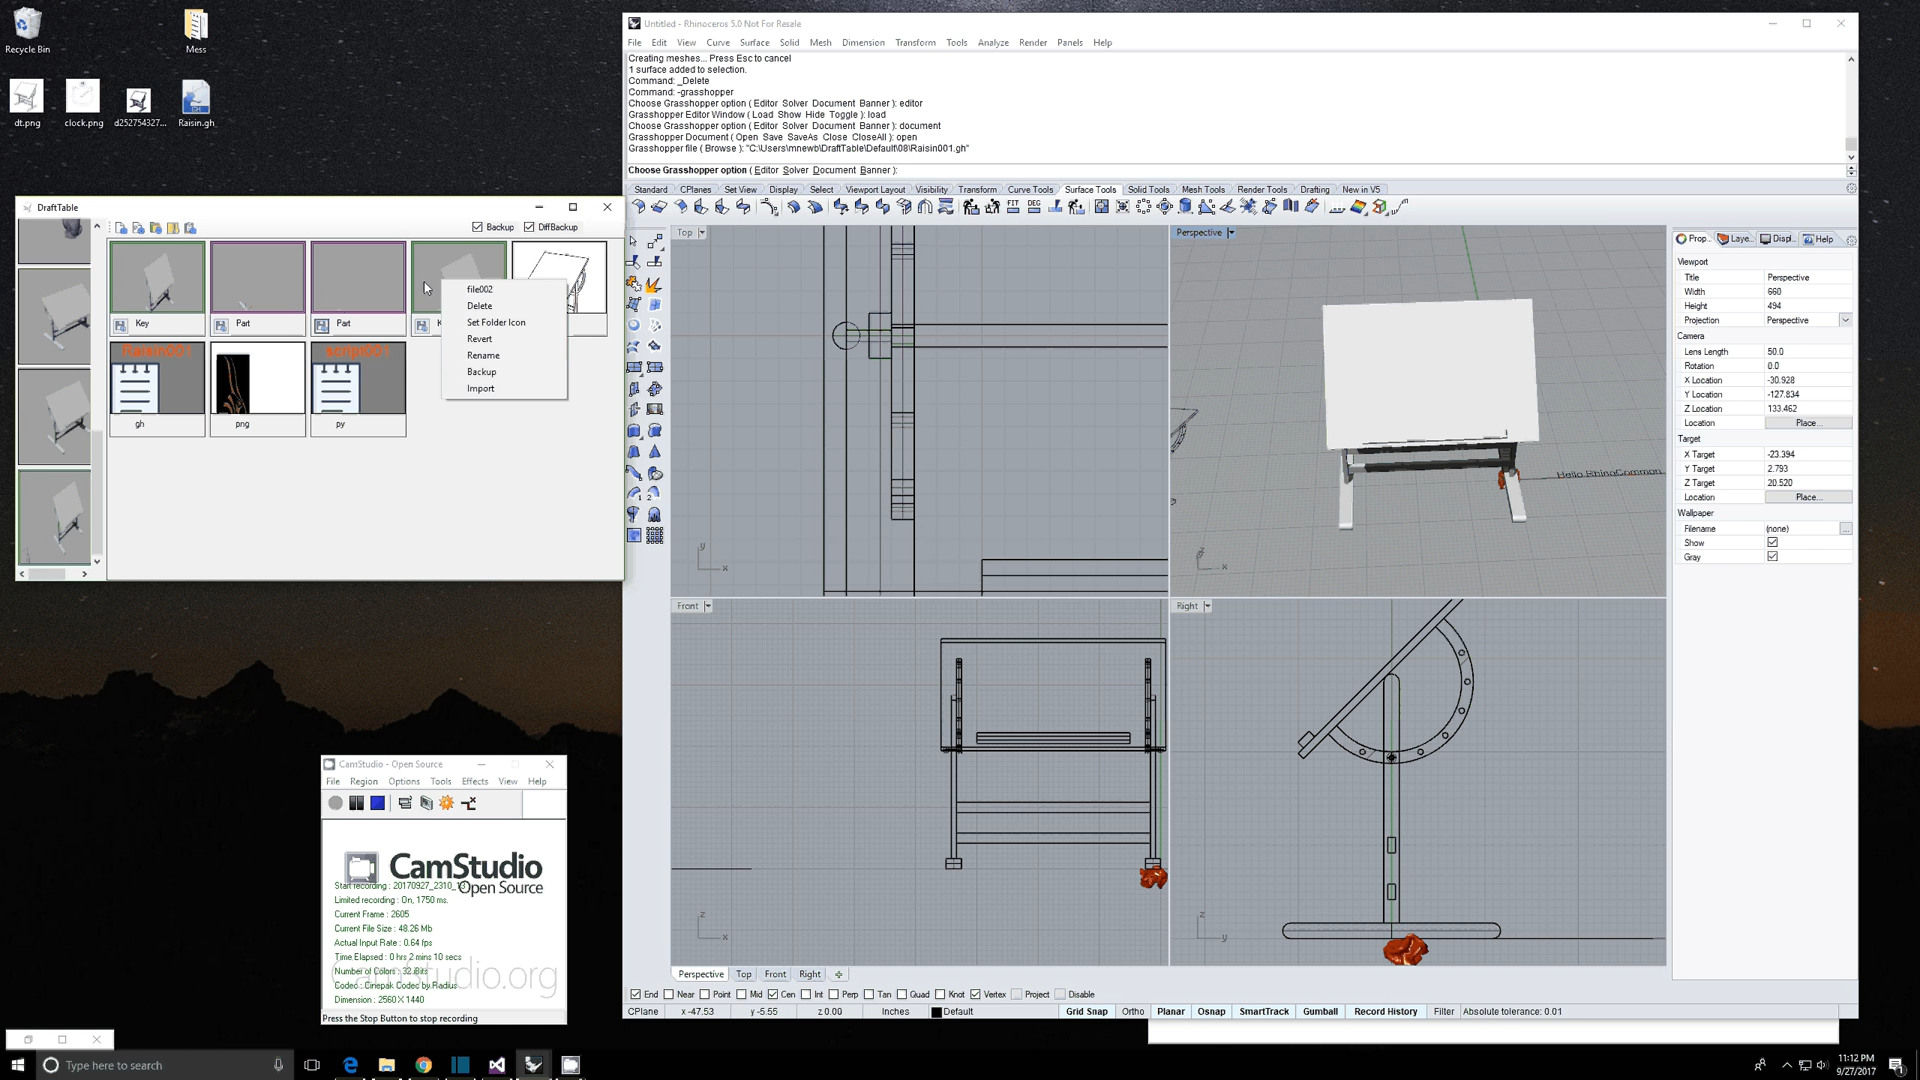 Recycle Bin
Mess
dt.png
clock.png
d252754327...
Raisin.gh
DraftTable
Backup
DiffBackup
Key
Part
Part
Raisin001
script001
gh
png
py
file002
Delete
Set Folder Icon
Revert
Rename
Backup
Import
Untitled - Rhinoceros 5.0 Not For Resale
File Edit View Curve Surface Solid Mesh Dimension Transform Tools Analyze Render Panels Help
Creating meshes... Press Esc to cancel
1 surface added to selection.
Command: _Delete
Command: -grasshopper
Choose Grasshopper option ( Editor Solver Document Banner ): editor
Grasshopper Editor Window ( Load Show Hide Toggle ): load
Choose Grasshopper option ( Editor Solver Document Banner ): document
Grasshopper Document ( Open Save SaveAs Close CloseAll ): open
Grasshopper file ( Browse ): "C:\Users\mnewb\DraftTable\Default\08\Raisin001.gh"
Choose Grasshopper option ( Editor Solver Document Banner ):
Standard CPlanes Set View Display Select Viewport Layout Visibility Transform Curve Tools Surface Tools Solid Tools Mesh Tools Render Tools Drafting New in V5
FIT DEG
Top
Perspective
Hello RhinoCommon
Front
Right
y x
x
z x
z y
Prop... Laye... Displ... Help
Viewport
Title Perspective
Width 660
Height 494
Projection Perspective
Camera
Lens Length 50.0
Rotation 0.0
X Location -30.928
Y Location -127.834
Z Location 133.462
Location Place...
Target
X Target -23.394
Y Target 2.793
Z Target 20.520
Location Place...
Wallpaper
Filename (none) ...
Show
Gray
Perspective Top Front Right
End Near Point Mid Cen Int Perp Tan Quad Knot Vertex Project Disable
CPlane x -47.53 y -5.55 z 0.00 Inches Default Grid Snap Ortho Planar Osnap SmartTrack Gumball Record History Filter Absolute tolerance: 0.01
CamStudio - Open Source
File Region Options Tools Effects View Help
CamStudio
Open Source
Start recording : 20170927_2310_13
Limited recording : On, 1750 ms.
Current Frame : 2605
Current File Size : 48.26 Mb
Actual Input Rate : 0.64 fps
Time Elapsed : 0 hrs 2 mins 10 secs
Number of Colors : 32 Bits
Codec : Cinepak Codec by Radius
Dimension : 2560 X 1440
CamStudio.org
Press the Stop Button to stop recording
Type here to search
11:12 PM
9/27/2017